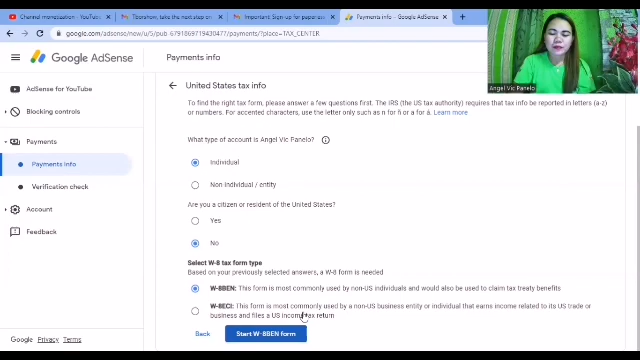 Channel monetization - YouTube
Toorshow, take the next step on
Important: Sign-up for paperless
Payments info – Google AdSense
google.com/adsense/new/u/5/pub-6791869719430477/payments/?place=TAX_CENTER
Google AdSense
Payments info
AdSense for YouTube
Blocking controls
Payments
Payments info
Verification check
Account
Feedback
Google Privacy Terms
United States tax info
To find the right tax form, please answer a few questions first. The IRS (the US tax authority) requires that tax info be reported in letters (a-z)
or numbers. For accented characters, use the letter only such as n for ñ or a for á. Learn more
What type of account is Angel Vic Panelo?
Individual
Non individual / entity
Are you a citizen or resident of the United States?
Yes
No
Select W-8 tax form type
Based on your previously selected answers, a W-8 form is needed
W-8BEN: This form is most commonly used by non-US individuals and would also be used to claim tax treaty benefits
W-8ECI: This form is most commonly used by a non-US business entity or individual that earns income related to its US trade or
business and files a US income tax return
Back
Start W-8BEN form
Angel Vic Panelo